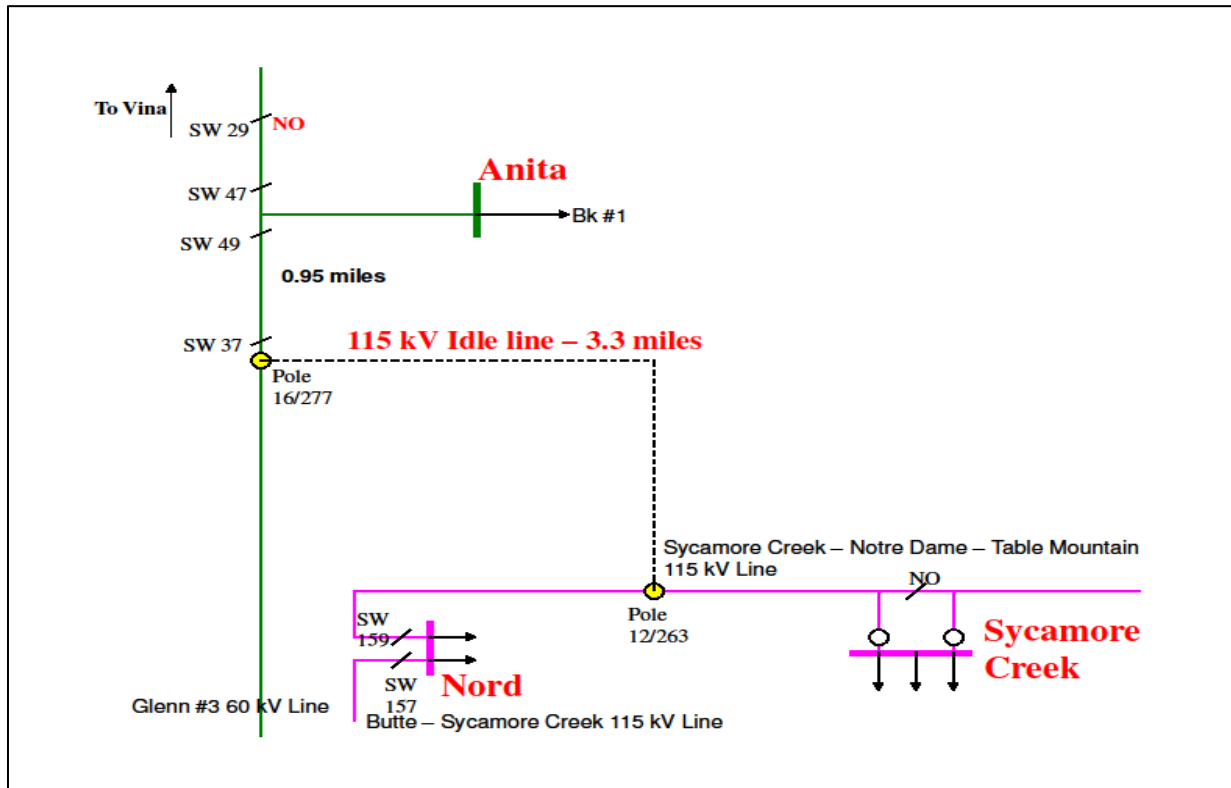 To Vina
SW 29
NO
SW 47
Anita
Bk #1
SW 49
0.95 miles
SW 37
115 kV Idle line – 3.3 miles
Pole
16/277
Sycamore Creek – Notre Dame – Table Mountain
115 kV Line
NO
SW
159
Pole
12/263
Sycamore
Creek
Nord
SW
157
Glenn #3 60 kV Line
Butte – Sycamore Creek 115 kV Line